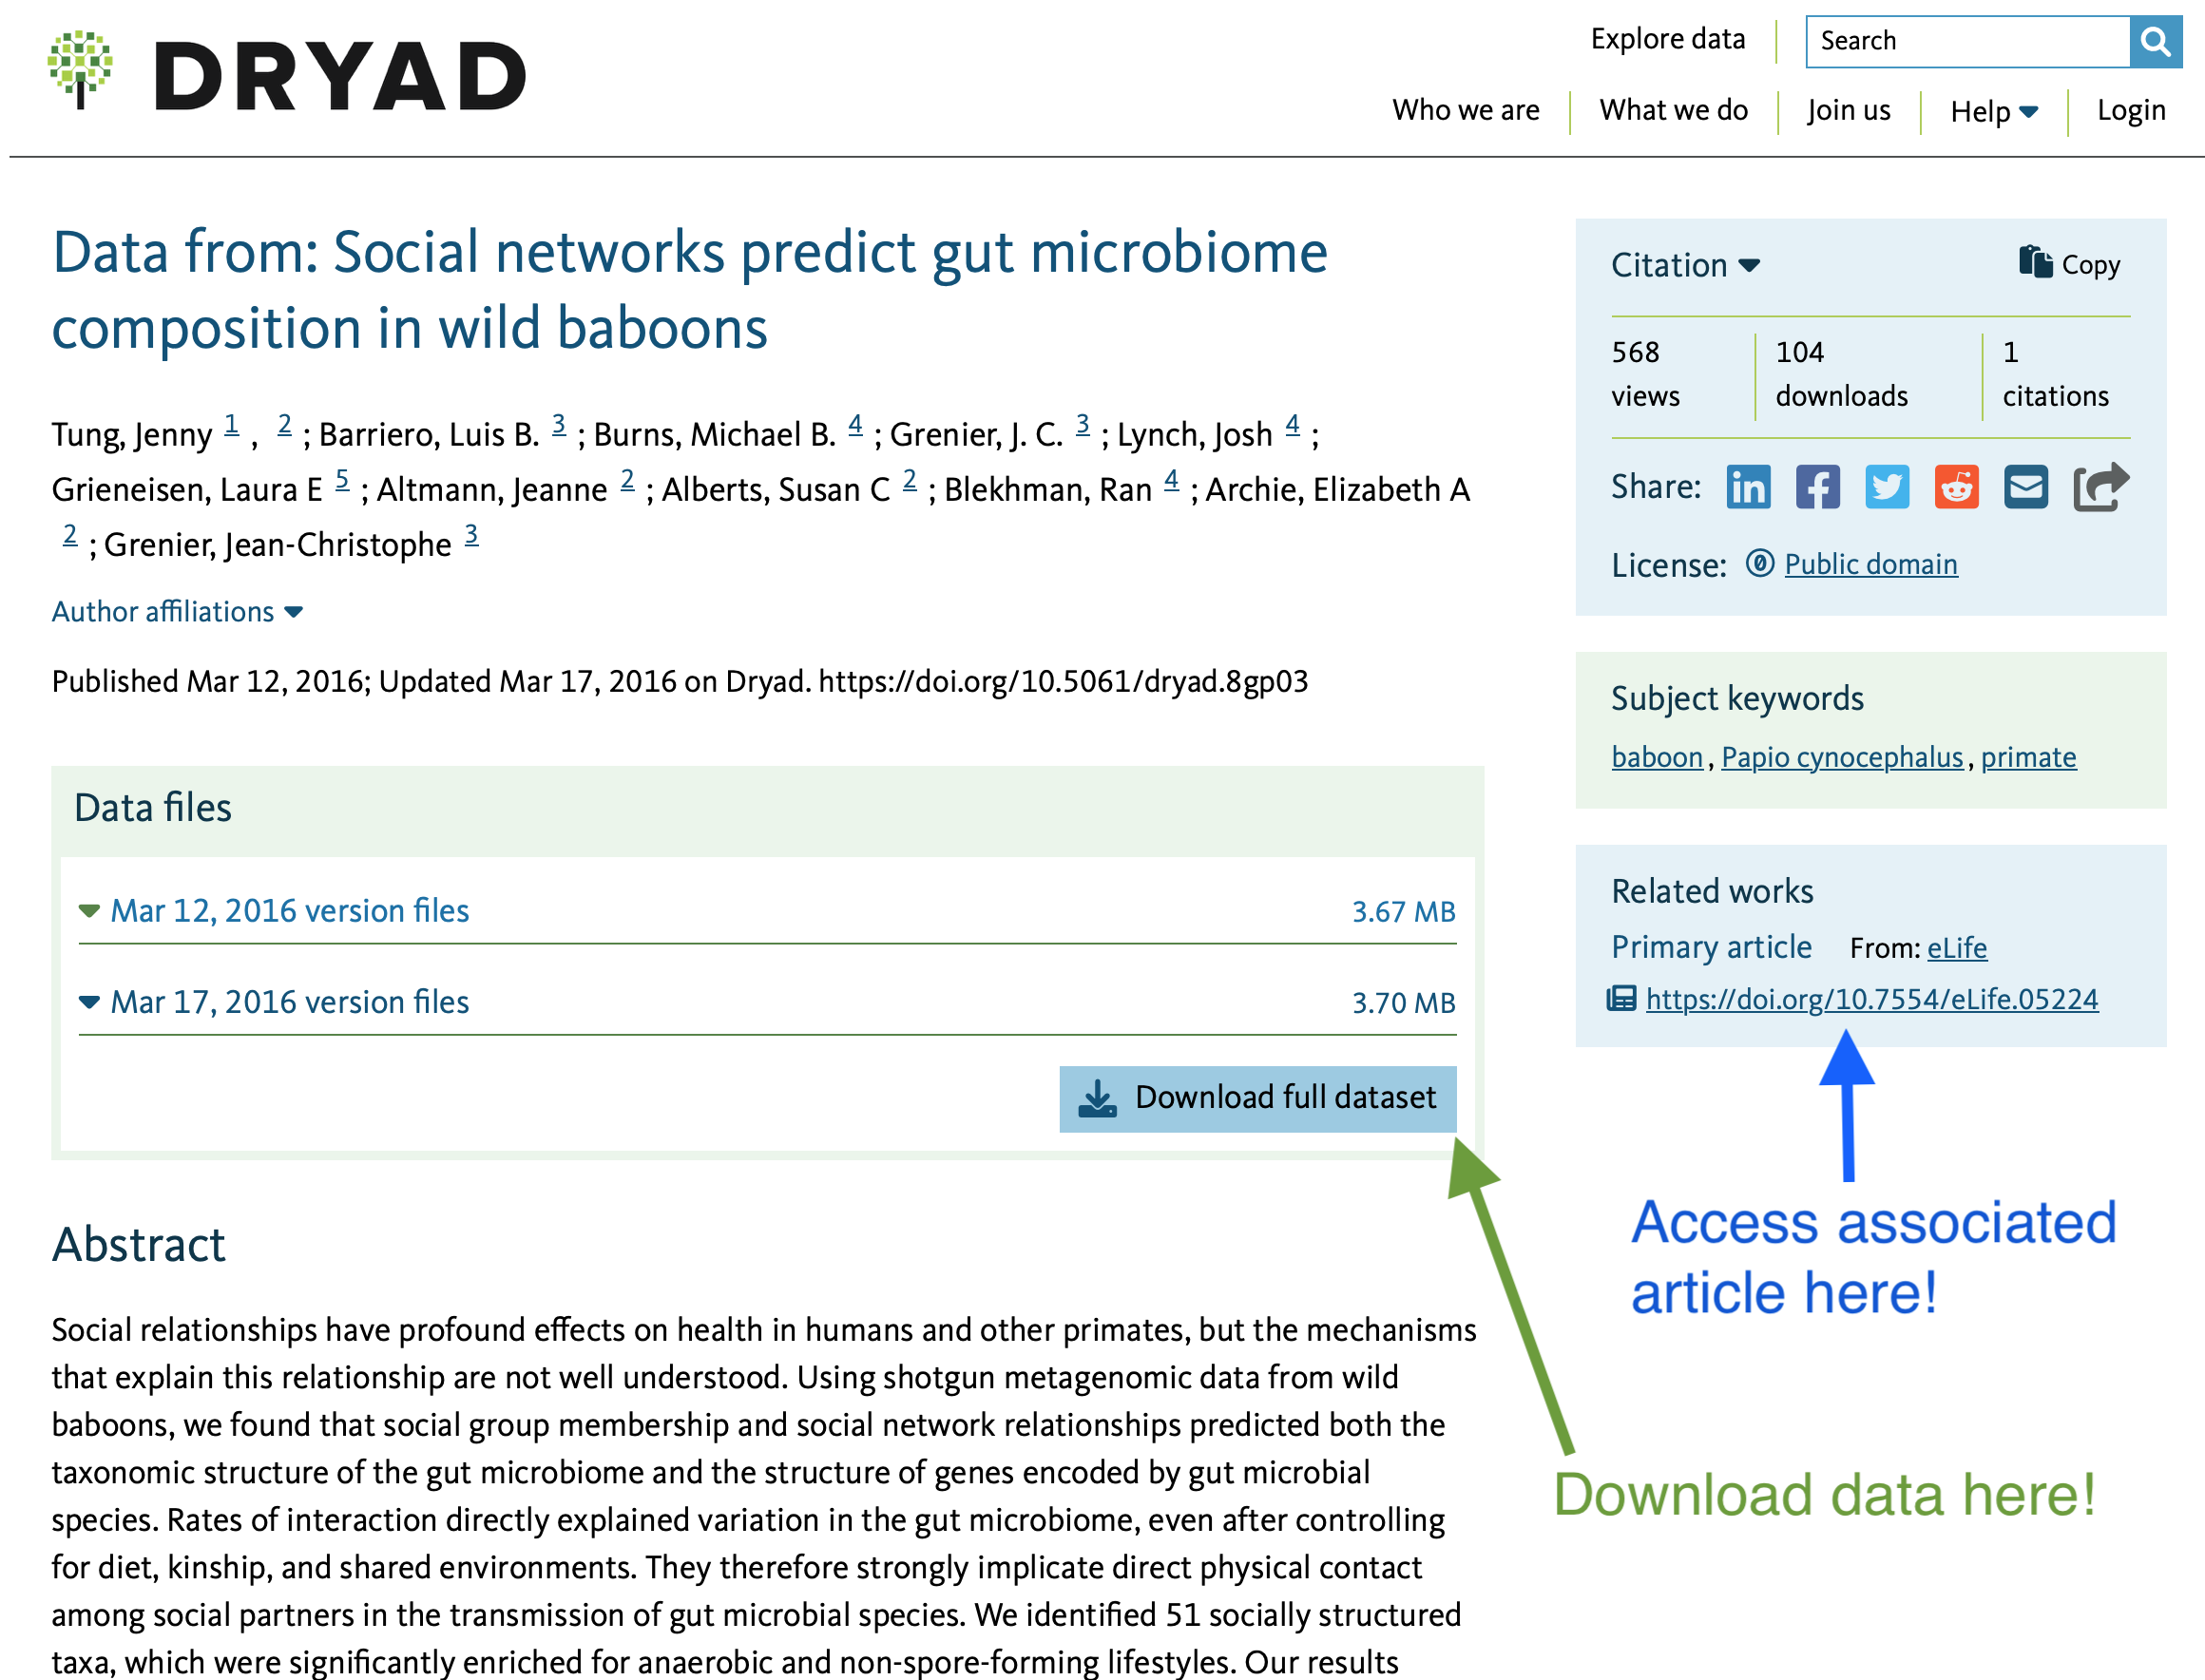 DRYAD
Explore data
Search
Who we are
What we do
Join us
Help
Login
Data from: Social networks predict gut microbiome
composition in wild baboons
Tung, Jenny 1 , 2 ; Barriero, Luis B. 3 ; Burns, Michael B. 4 ; Grenier, J. C. 3 ; Lynch, Josh 4 ;
Grieneisen, Laura E 5 ; Altmann, Jeanne 2 ; Alberts, Susan C 2 ; Blekhman, Ran 4 ; Archie, Elizabeth A
2 ; Grenier, Jean-Christophe 3
Author affiliations
Published Mar 12, 2016; Updated Mar 17, 2016 on Dryad. https://doi.org/10.5061/dryad.8gp03
Data files
Mar 12, 2016 version files 3.67 MB
Mar 17, 2016 version files 3.70 MB
Download full dataset
Abstract
Social relationships have profound effects on health in humans and other primates, but the mechanisms
that explain this relationship are not well understood. Using shotgun metagenomic data from wild
baboons, we found that social group membership and social network relationships predicted both the
taxonomic structure of the gut microbiome and the structure of genes encoded by gut microbial
species. Rates of interaction directly explained variation in the gut microbiome, even after controlling
for diet, kinship, and shared environments. They therefore strongly implicate direct physical contact
among social partners in the transmission of gut microbial species. We identified 51 socially structured
taxa, which were significantly enriched for anaerobic and non-spore-forming lifestyles. Our results
Citation
Copy
568
views
104
downloads
1
citations
Share:
License: Public domain
Subject keywords
baboon , Papio cynocephalus , primate
Related works
Primary article From: eLife
https://doi.org/10.7554/eLife.05224
Access associated
article here!
Download data here!